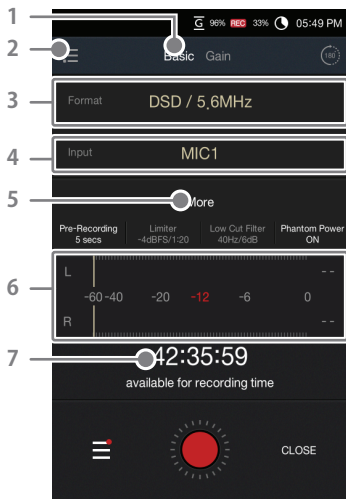 1
G 96% REC 33% 05:49 PM
2
Basic Gain 180
3
Format DSD / 5.6MHz
4
Input MIC1
5
More
Pre-Recording Limiter Low Cut Filter Phantom Power
5 secs -4dBFS/1:20 40Hz/6dB ON
6
L --
-60 -40 -20 -12 -6 0
R --
7
42:35:59
available for recording time
CLOSE